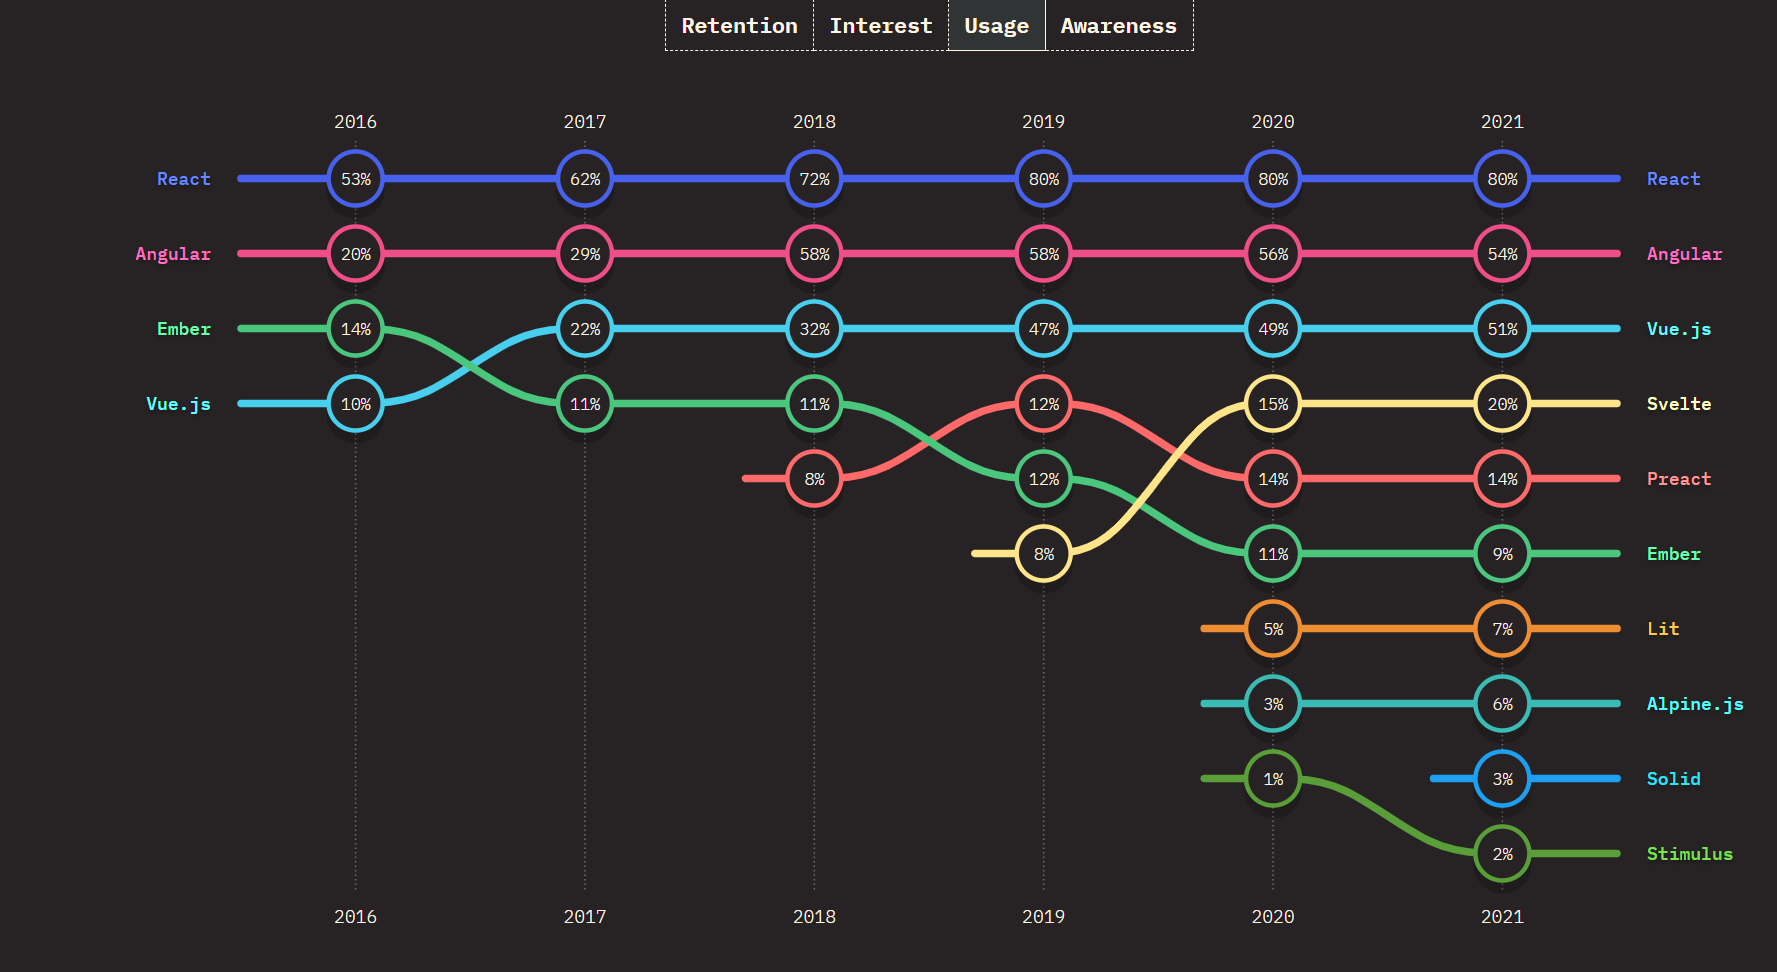 Retention Interest Usage Awareness
2016 2017 2018 2019 2020 2021
React 53% 62% 72% 80% 80% 80% React
Angular 20% 29% 58% 58% 56% 54% Angular
Ember 14% 22% 32% 47% 49% 51% Vue.js
Vue.js 10% 11% 11% 12% 15% 20% Svelte
8% 12% 14% 14% Preact
8% 11% 9% Ember
5% 7% Lit
3% 6% Alpine.js
1% 3% Solid
2% Stimulus
2016 2017 2018 2019 2020 2021